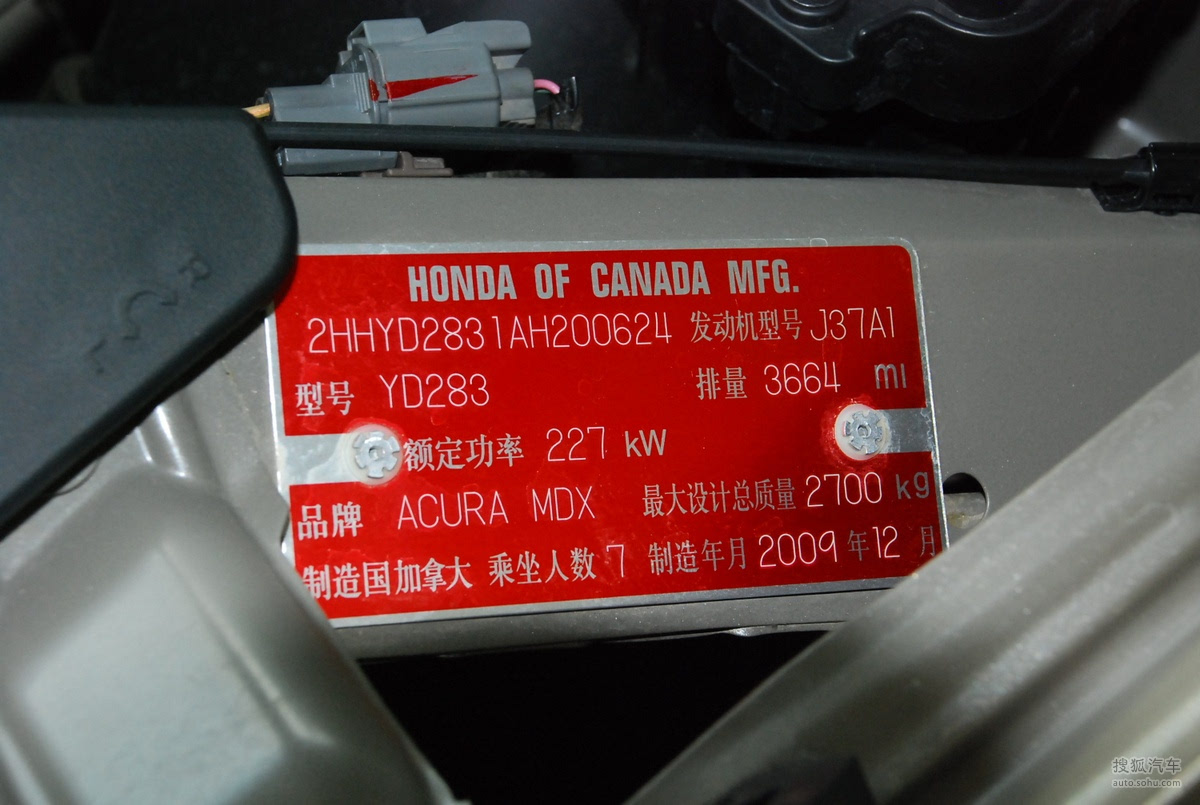 HONDA OF CANADA MFG.
2HHYD2831AH200624 发动机型号 J37A1
型号 YD283 排量 3664 ml
额定功率 227 kW
品牌 ACURA MDX 最大设计总质量 2700 kg
制造国加拿大 乘坐人数 7 制造年月 2009 年 12 月
搜狐汽车
auto.sohu.com